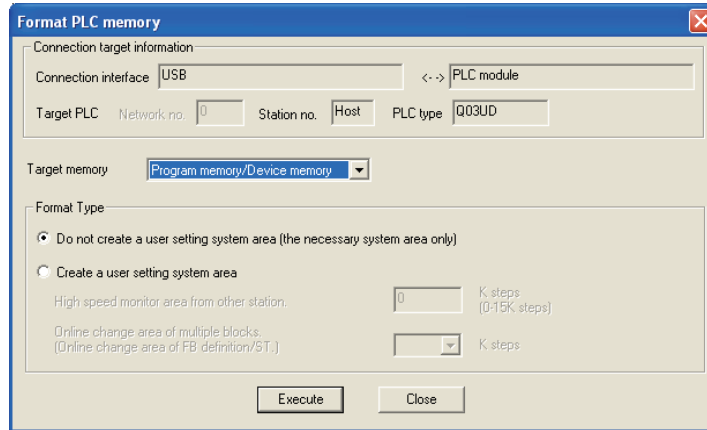 Format PLC memory
Connection target information
Connection interface USB <--> PLC module
Target PLC Network no. 0 Station no. Host PLC type Q03UD
Target memory Program memory/Device memory
Format Type
Do not create a user setting system area (the necessary system area only)
Create a user setting system area
High speed monitor area from other station. 0 K steps
(0-15K steps)
Online change area of multiple blocks.
(Online change area of FB definition/ST.) K steps
Execute Close